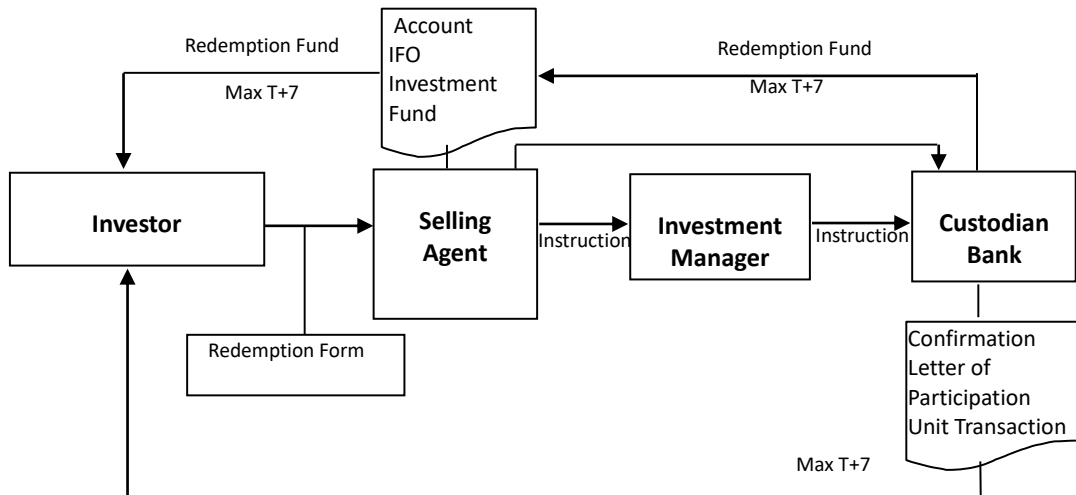 Redemption Fund
Max T+7
Account
IFO
Investment
Fund
Redemption Fund
Max T+7
Investor
Selling
Agent
Instruction
Investment
Manager
Instruction
Custodian
Bank
Redemption Form
Confirmation
Letter of
Participation
Unit Transaction
Max T+7